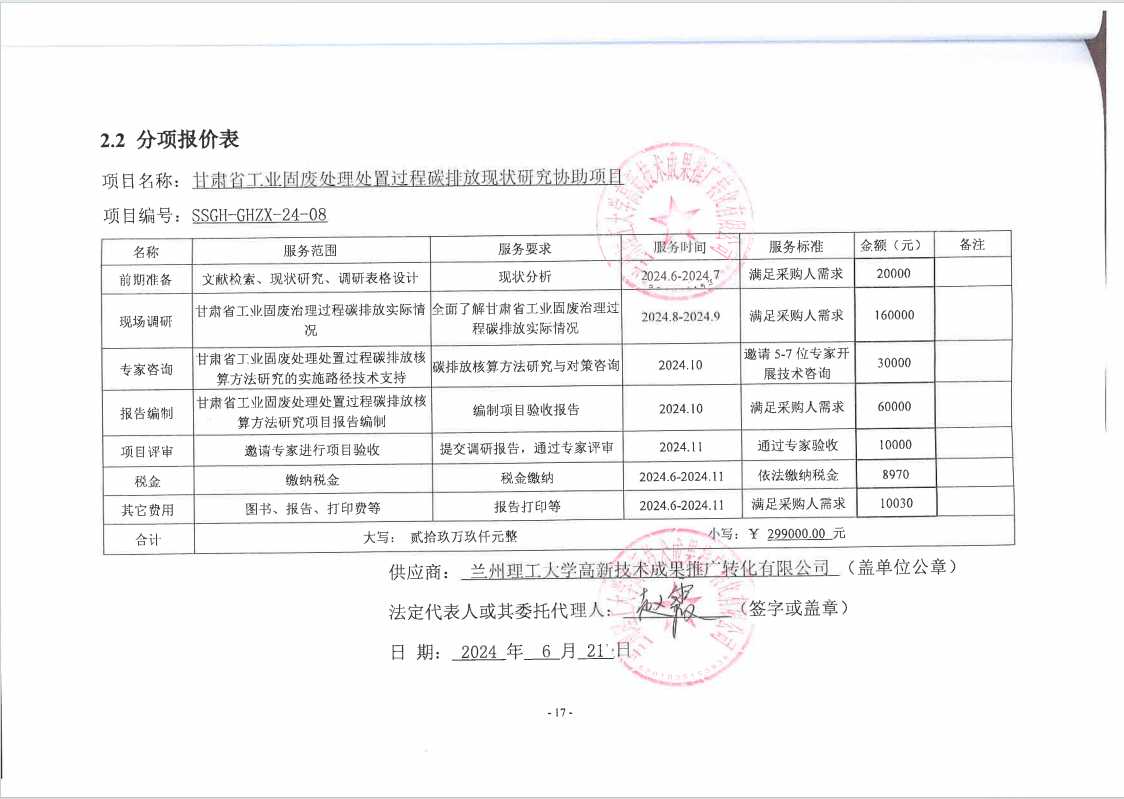 2.2 分项报价表
项目名称：甘肃省工业固废处理处置过程碳排放现状研究协助项目
项目编号：SSGH-GHZX-24-08
名称 服务范围 服务要求 服务时间 服务标准 金额（元） 备注
前期准备 文献检索、现状研究、调研表格设计 现状分析 2024.6-2024.7 满足采购人需求 20000
现场调研 甘肃省工业固废治理过程碳排放实际情况 全面了解甘肃省工业固废治理过程碳排放实际情况 2024.8-2024.9 满足采购人需求 160000
专家咨询 甘肃省工业固废处理处置过程碳排放核算方法研究的实施路径技术支持 碳排放核算方法研究与对策咨询 2024.10 邀请 5-7 位专家开展技术咨询 30000
报告编制 甘肃省工业固废处理处置过程碳排放核算方法研究项目报告编制 编制项目验收报告 2024.10 满足采购人需求 60000
项目评审 邀请专家进行项目验收 提交调研报告，通过专家评审 2024.11 通过专家验收 10000
税金 缴纳税金 税金缴纳 2024.6-2024.11 依法缴纳税金 8970
其它费用 图书、报告、打印费等 报告打印等 2024.6-2024.11 满足采购人需求 10030
合计 大写： 贰拾玖万玖仟元整 小写：￥ 299000.00 元
供应商： 兰州理工大学高新技术成果推广转化有限公司 （盖单位公章）
法定代表人或其委托代理人： （签字或盖章）
日 期： 2024 年 6 月 21 日
- 17 -